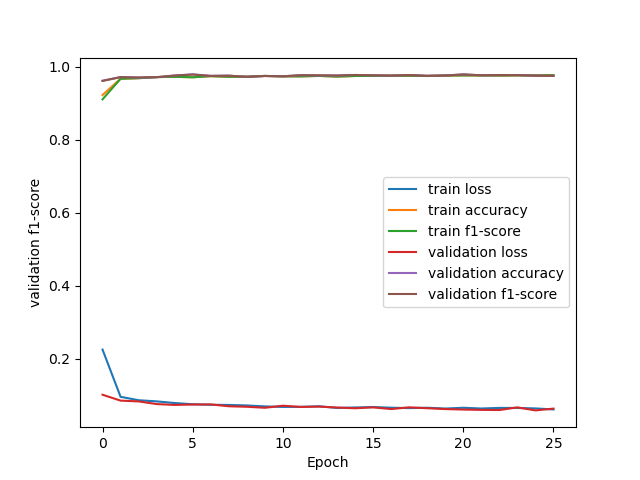 1.0
0.8
0.6
0.4
0.2
validation f1-score
train loss
train accuracy
train f1-score
validation loss
validation accuracy
validation f1-score
0 5 10 15 20 25
Epoch